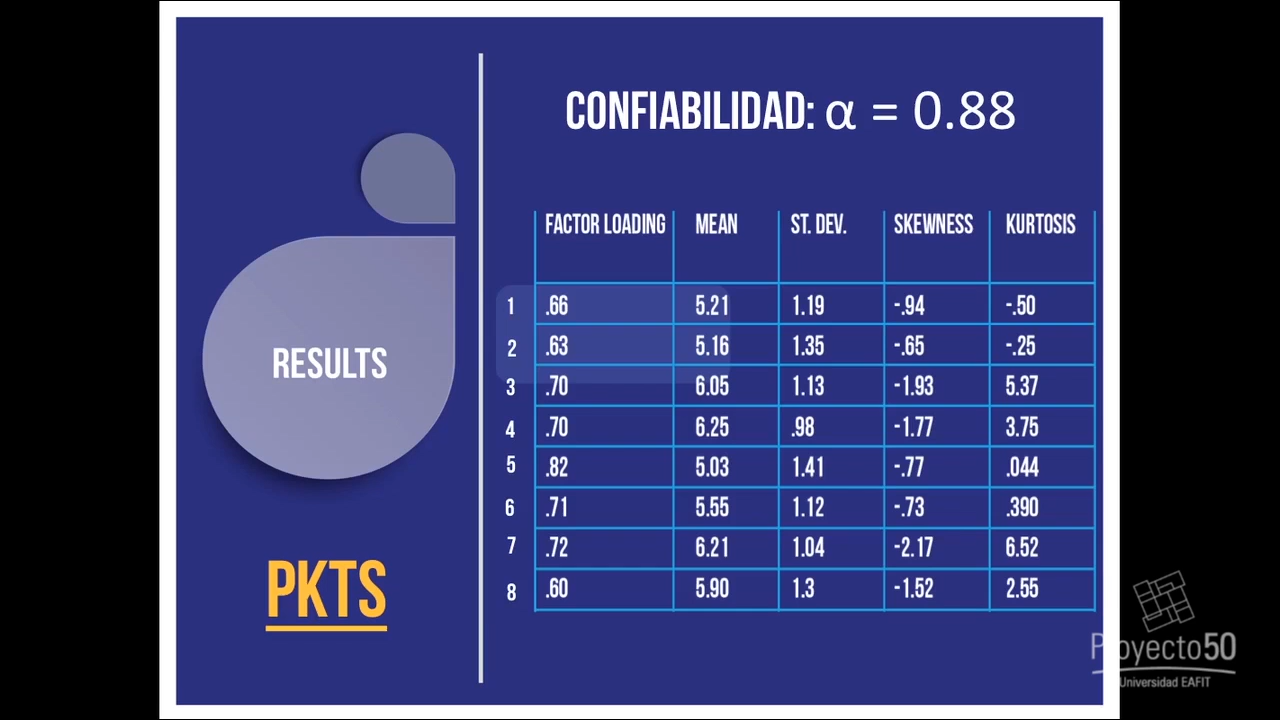 CONFIABILIDAD: α = 0.88
RESULTS
PKTS
FACTOR LOADING MEAN ST. DEV. SKEWNESS KURTOSIS
1 .66 5.21 1.19 -.94 -.50
2 .63 5.16 1.35 -.65 -.25
3 .70 6.05 1.13 -1.93 5.37
4 .70 6.25 .98 -1.77 3.75
5 .82 5.03 1.41 -.77 .044
6 .71 5.55 1.12 -.73 .390
7 .72 6.21 1.04 -2.17 6.52
8 .60 5.90 1.3 -1.52 2.55
Proyecto50
Universidad EAFIT